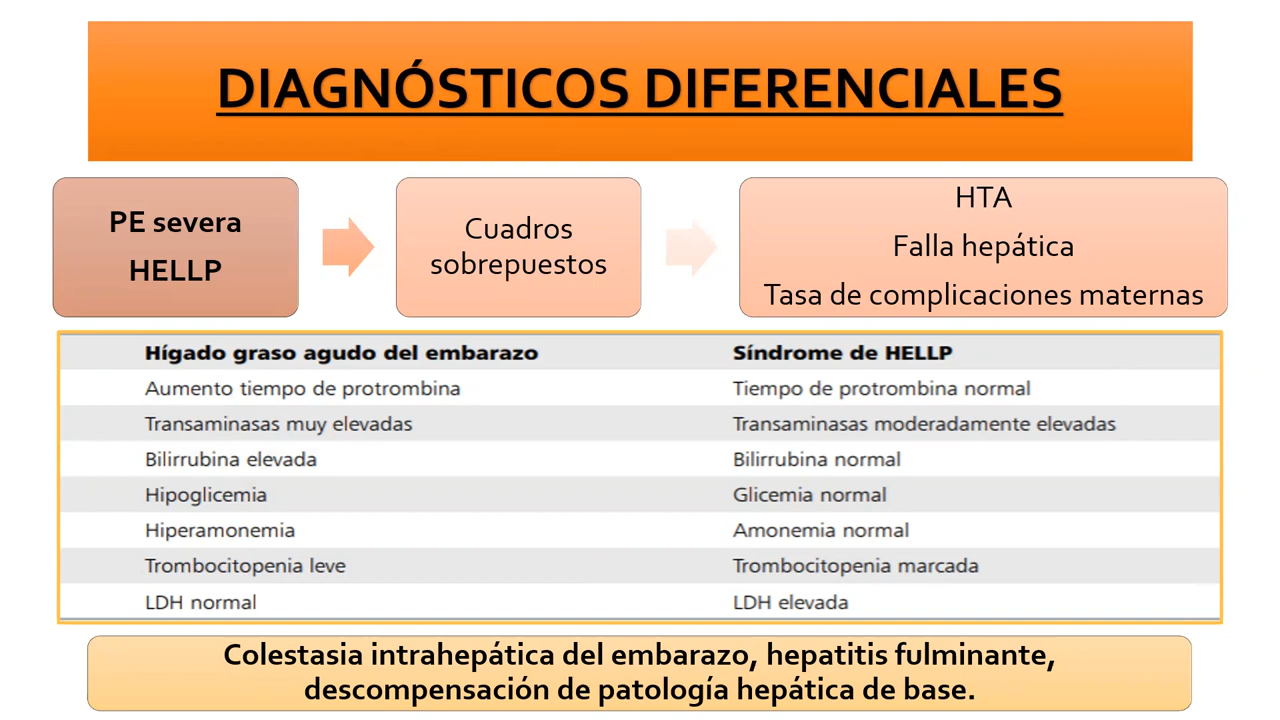 DIAGNÓSTICOS DIFERENCIALES
PE severa
HELLP
Cuadros
sobrepuestos
HTA
Falla hepática
Tasa de complicaciones maternas
Hígado graso agudo del embarazo Síndrome de HELLP
Aumento tiempo de protrombina Tiempo de protrombina normal
Transaminasas muy elevadas Transaminasas moderadamente elevadas
Bilirrubina elevada Bilirrubina normal
Hipoglicemia Glicemia normal
Hiperamonemia Amonemia normal
Trombocitopenia leve Trombocitopenia marcada
LDH normal LDH elevada
Colestasia intrahepática del embarazo, hepatitis fulminante,
descompensación de patología hepática de base.